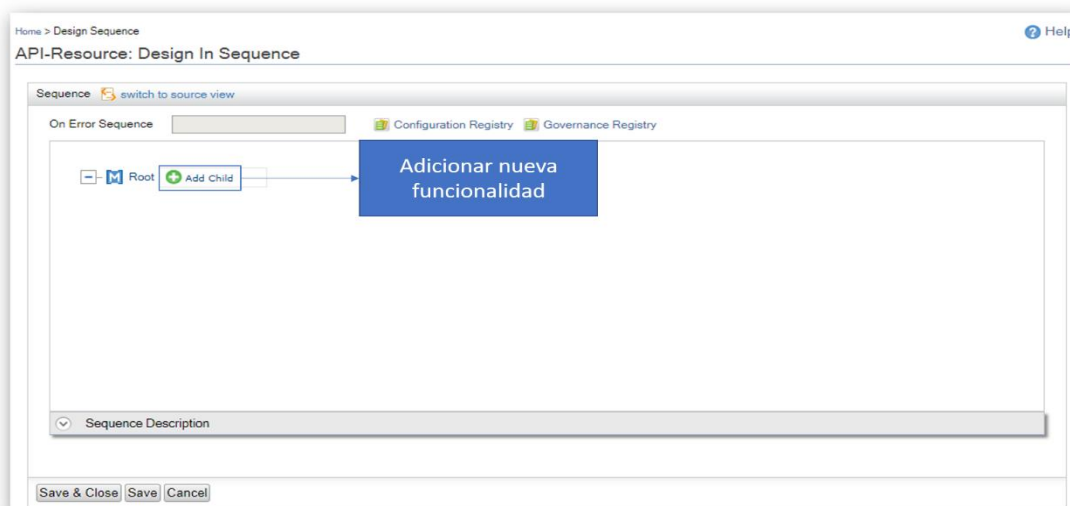 Home > Design Sequence
Help
API-Resource: Design In Sequence
Sequence switch to source view
On Error Sequence Configuration Registry Governance Registry
Root Add Child
Adicionar nueva
funcionalidad
Sequence Description
Save & Close Save Cancel